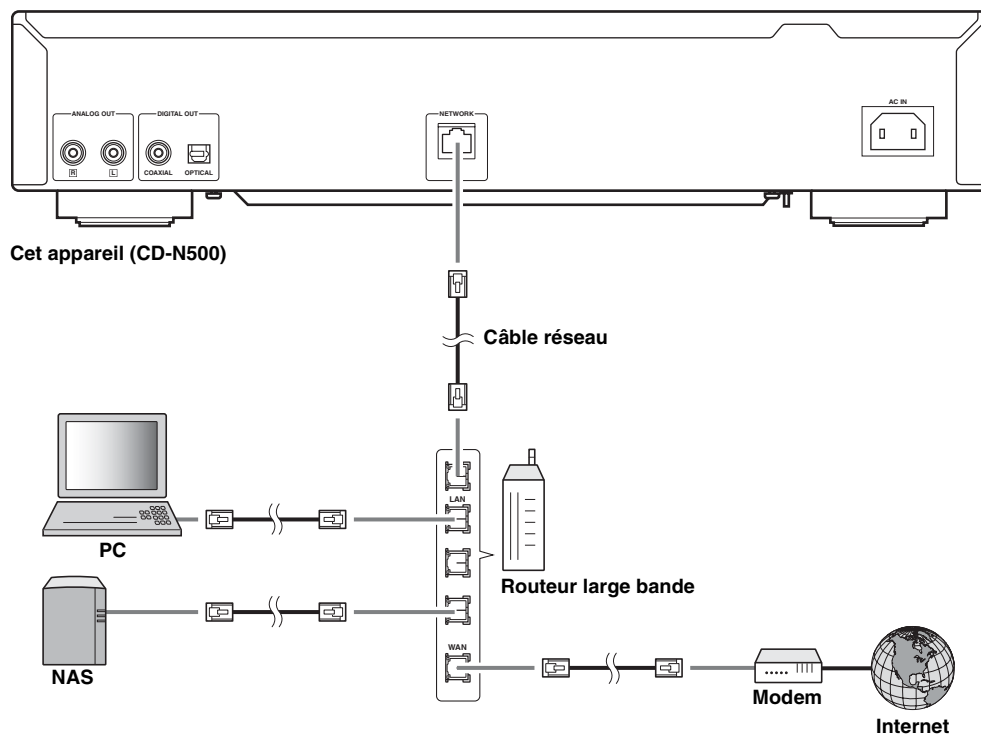 ANALOG OUT
DIGITAL OUT
NETWORK
AC IN
R
L
COAXIAL
OPTICAL
Cet appareil (CD-N500)
Câble réseau
LAN
PC
Routeur large bande
NAS
WAN
Modem
Internet